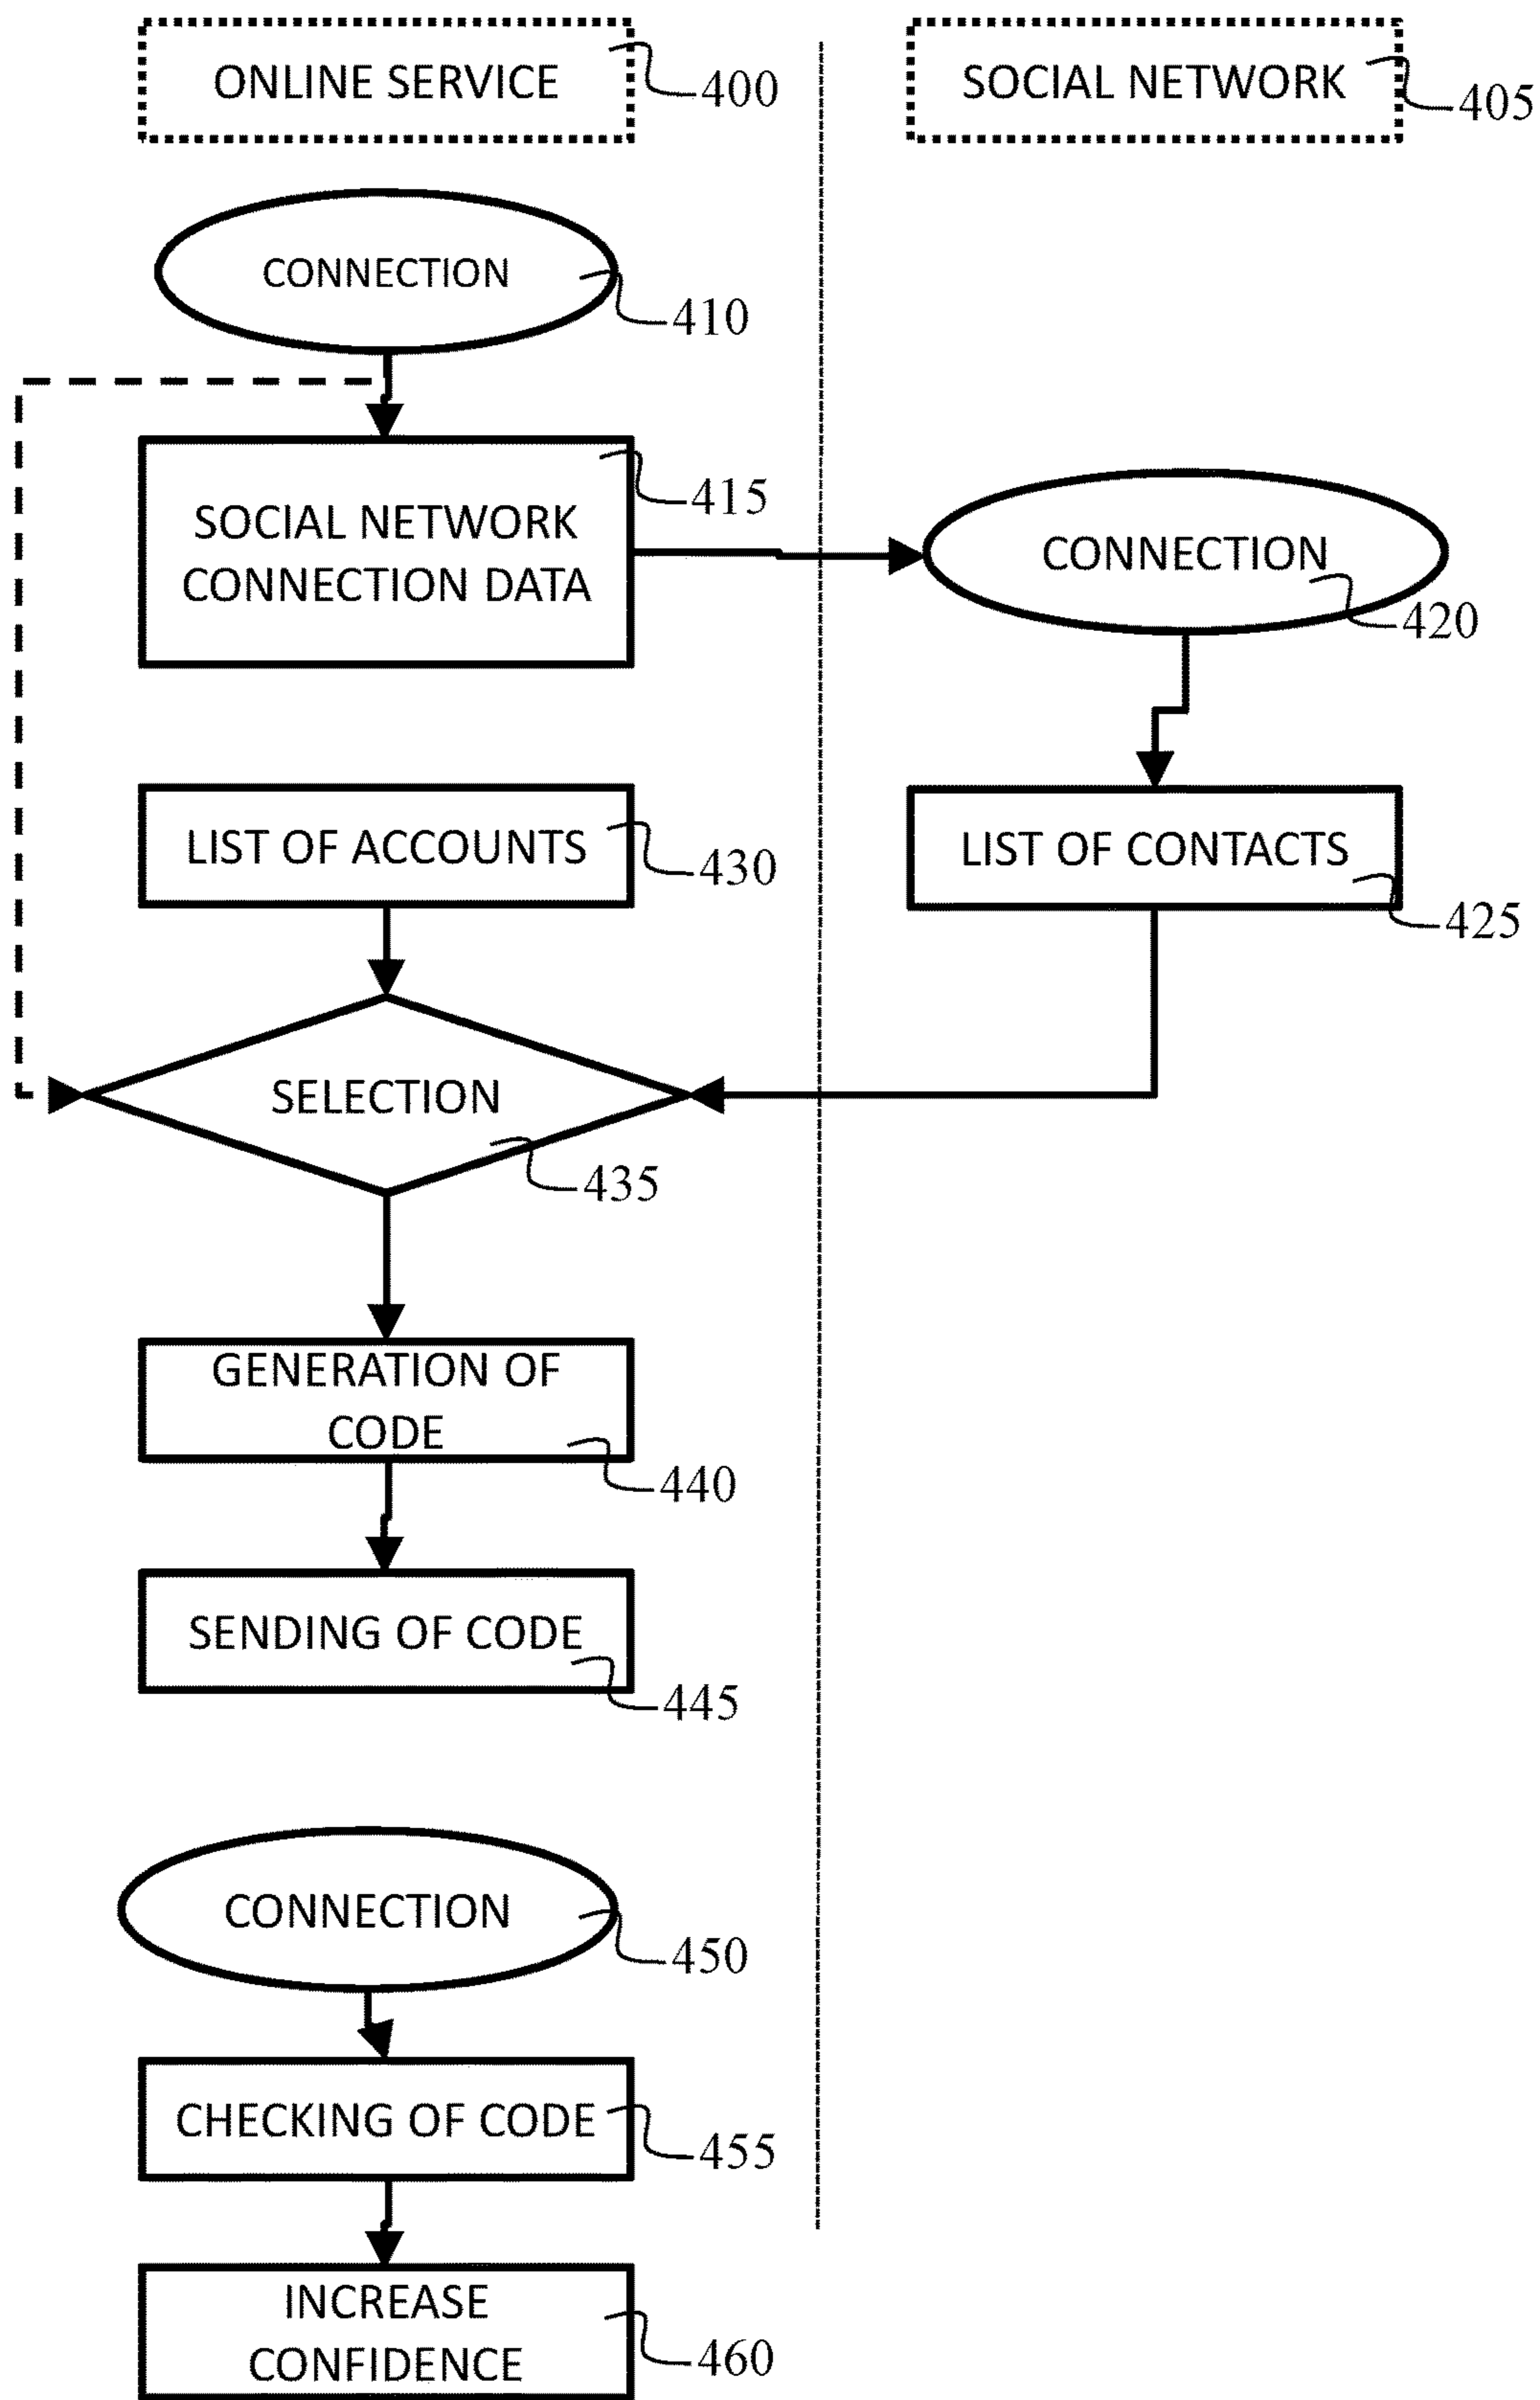 ONLINE SERVICE
400
SOCIAL NETWORK
405
CONNECTION
410
415
SOCIAL NETWORK
CONNECTION DATA
CONNECTION
420
LIST OF ACCOUNTS
430
LIST OF CONTACTS
425
SELECTION
435
GENERATION OF
CODE
440
SENDING OF CODE
445
CONNECTION
450
CHECKING OF CODE
455
INCREASE
CONFIDENCE
460